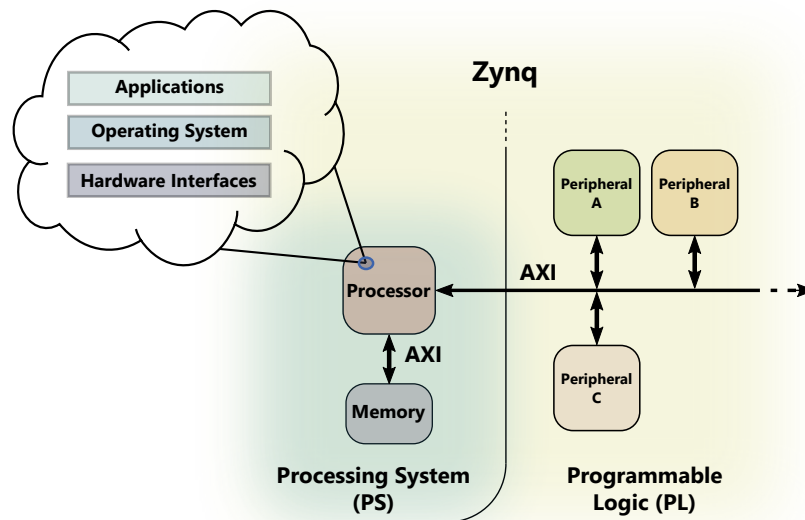 Zynq
Applications
Operating System
Hardware Interfaces
Peripheral
A
Peripheral
B
AXI
Processor
AXI
Peripheral
C
Memory
Processing System
(PS)
Programmable
Logic (PL)